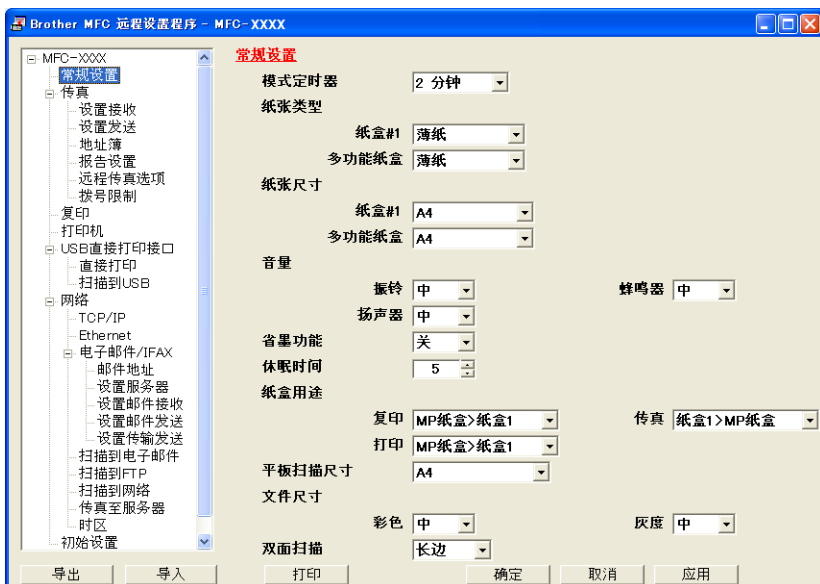 Brother MFC 远程设置程序 - MFC-XXXX
MFC-XXXX
常规设置
传真
设置接收
设置发送
地址簿
报告设置
远程传真选项
拨号限制
复印
打印机
USB直接打印接口
直接打印
扫描到USB
网络
TCP/IP
Ethernet
电子邮件/IFAX
邮件地址
设置服务器
设置邮件接收
设置邮件发送
设置传输发送
扫描到电子邮件
扫描到FTP
扫描到网络
传真至服务器
时区
初始设置
常规设置
模式定时器 2 分钟
纸张类型
纸盒#1 薄纸
多功能纸盒 薄纸
纸张尺寸
纸盒#1 A4
多功能纸盒 A4
音量
振铃 中 蜂鸣器 中
扬声器 中
省墨功能 关
休眠时间 5
纸盒用途
复印 MP纸盒>纸盒1 传真 纸盒1>MP纸盒
打印 MP纸盒>纸盒1
平板扫描尺寸 A4
文件尺寸
彩色 中 灰度 中
双面扫描 长边
导出 导入 打印 确定 取消 应用